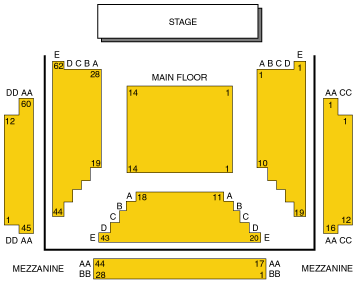 STAGE
E
D C B A
62
28
MAIN FLOOR
14 1
E
A B C D
1 1
DD AA
60
12
AA CC
1 1
19
14 1
10
44
19
A 18 11 A
B B
C C
D D
E 43 20 E
1
45
DD AA
12
16
AA CC
MEZZANINE
AA 44 17 AA
BB 28 1 BB
MEZZANINE